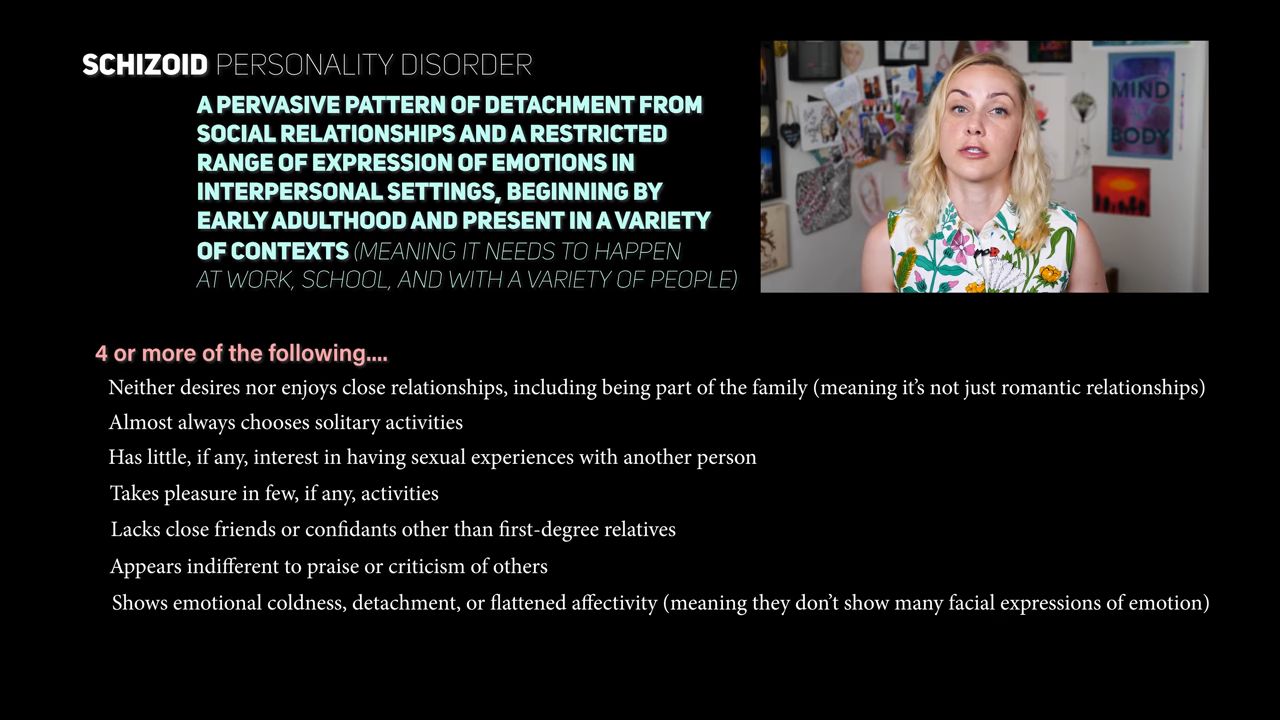 SCHIZOID PERSONALITY DISORDER
A PERVASIVE PATTERN OF DETACHMENT FROM
SOCIAL RELATIONSHIPS AND A RESTRICTED
RANGE OF EXPRESSION OF EMOTIONS IN
INTERPERSONAL SETTINGS, BEGINNING BY
EARLY ADULTHOOD AND PRESENT IN A VARIETY
OF CONTEXTS (MEANING IT NEEDS TO HAPPEN
AT WORK, SCHOOL, AND WITH A VARIETY OF PEOPLE)
MIND
BODY
4 or more of the following....
Neither desires nor enjoys close relationships, including being part of the family (meaning it’s not just romantic relationships)
Almost always chooses solitary activities
Has little, if any, interest in having sexual experiences with another person
Takes pleasure in few, if any, activities
Lacks close friends or confidants other than first-degree relatives
Appears indifferent to praise or criticism of others
Shows emotional coldness, detachment, or flattened affectivity (meaning they don’t show many facial expressions of emotion)